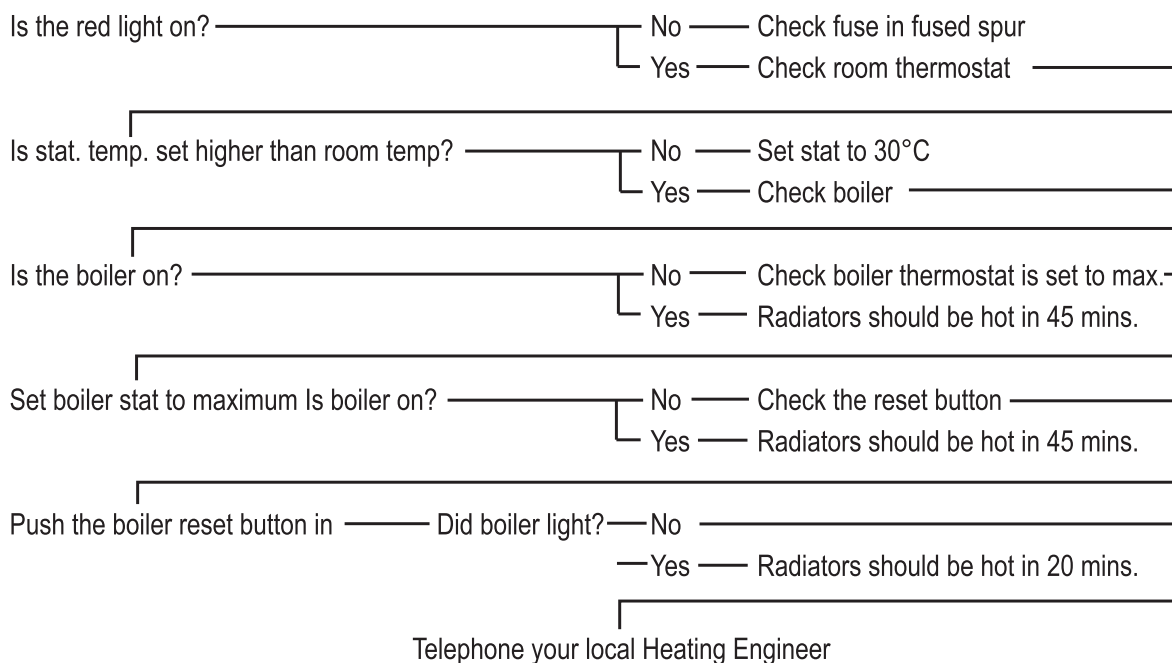 Is the red light on? No Check fuse in fused spur
Yes Check room thermostat
Is stat. temp. set higher than room temp? No Set stat to 30°C
Yes Check boiler
Is the boiler on? No Check boiler thermostat is set to max.
Yes Radiators should be hot in 45 mins.
Set boiler stat to maximum Is boiler on? No Check the reset button
Yes Radiators should be hot in 45 mins.
Push the boiler reset button in Did boiler light? No
Yes Radiators should be hot in 20 mins.
Telephone your local Heating Engineer